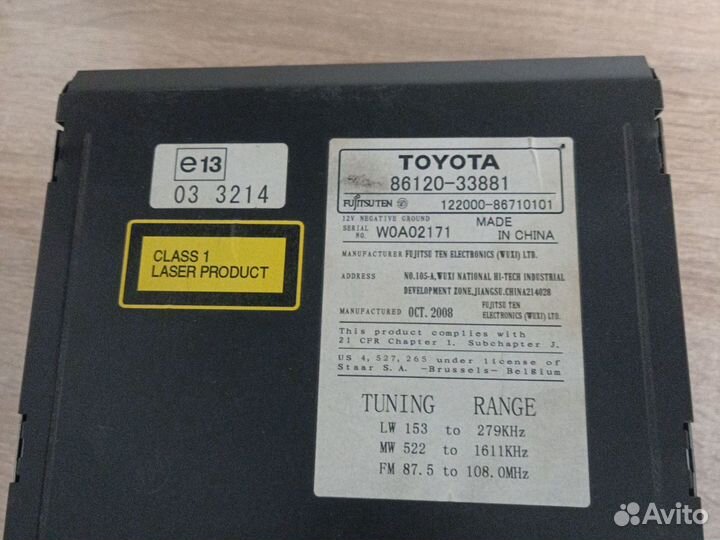 e13
03 3214
CLASS 1
LASER PRODUCT
TOYOTA
86120-33881
FUJITSU TEN 122000-86710101
12V NEGATIVE GROUND
SERIAL NO. W0A02171
MADE IN CHINA
MANUFACTURER FUJITSU TEN ELECTRONICS (WUXI) LTD.
ADDRESS NO.105-A, WUXI NATIONAL HI-TECH INDUSTRIAL
DEVELOPMENT ZONE, JIANGSU, CHINA214028
MANUFACTURED OCT. 2008 FUJITSU TEN
ELECTRONICS (WUXI) LTD.
This product complies with
21 CFR Chapter 1. Subchapter J.
US 4, 527, 265 under license of
Staar S.A. -Brussels- Belgium
TUNING RANGE
LW 153 to 279KHz
MW 522 to 1611KHz
FM 87.5 to 108.0MHz
Avito